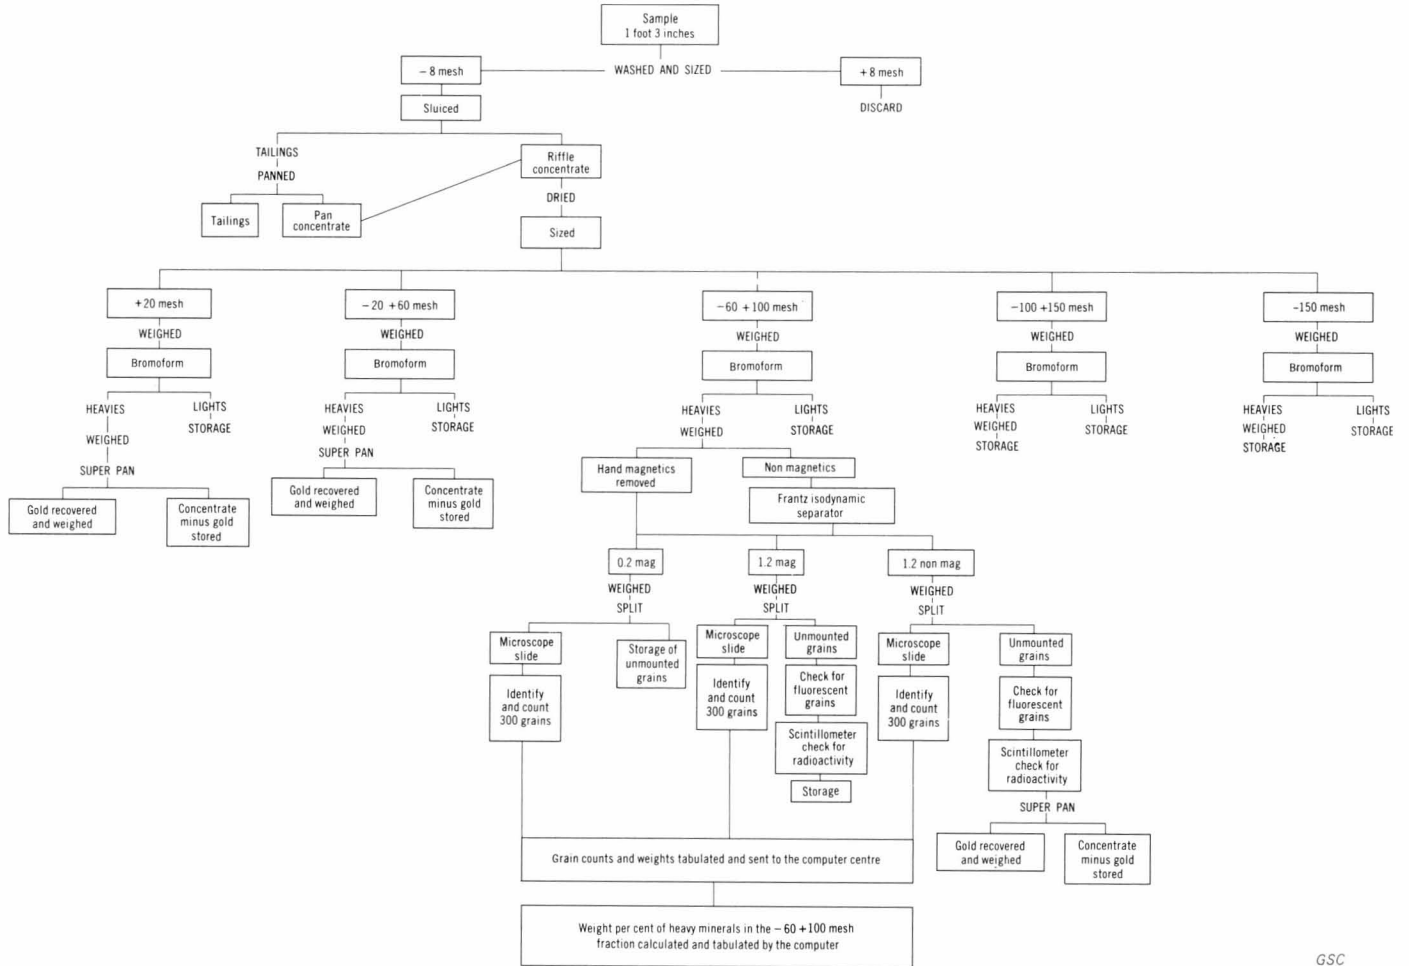 Sample
1 foot 3 inches
- 8 mesh
WASHED AND SIZED
+ 8 mesh
Sluiced
DISCARD
TAILINGS
PANNED
Riffle
concentrate
Tailings
Pan
concentrate
DRIED
Sized
+20 mesh
WEIGHED
Bromoform
HEAVIES
LIGHTS
STORAGE
WEIGHED
SUPER PAN
Gold recovered
and weighed
Concentrate
minus gold
stored
-20 +60 mesh
WEIGHED
Bromoform
HEAVIES
LIGHTS
WEIGHED
STORAGE
SUPER PAN
Gold recovered
and weighed
Concentrate
minus gold
stored
-60 +100 mesh
WEIGHED
Bromoform
HEAVIES
LIGHTS
WEIGHED
STORAGE
Hand magnetics
removed
Non magnetics
Frantz isodynamic
separator
0.2 mag
WEIGHED
SPLIT
Microscope
slide
Identify
and count
300 grains
Storage of
unmounted
grains
1.2 mag
WEIGHED
SPLIT
Microscope
slide
Identify
and count
300 grains
Unmounted
grains
Check for
fluorescent
grains
Scintillometer
check for
radioactivity
Storage
1.2 non mag
WEIGHED
SPLIT
Microscope
slide
Identify
and count
300 grains
Unmounted
grains
Check for
fluorescent
grains
Scintillometer
check for
radioactivity
SUPER PAN
Gold recovered
and weighed
Concentrate
minus gold
stored
-100 +150 mesh
WEIGHED
Bromoform
HEAVIES
LIGHTS
WEIGHED
STORAGE
STORAGE
-150 mesh
WEIGHED
Bromoform
HEAVIES
LIGHTS
WEIGHED
STORAGE
STORAGE
Grain counts and weights tabulated and sent to the computer centre
Weight per cent of heavy minerals in the -60 +100 mesh
fraction calculated and tabulated by the computer
GSC